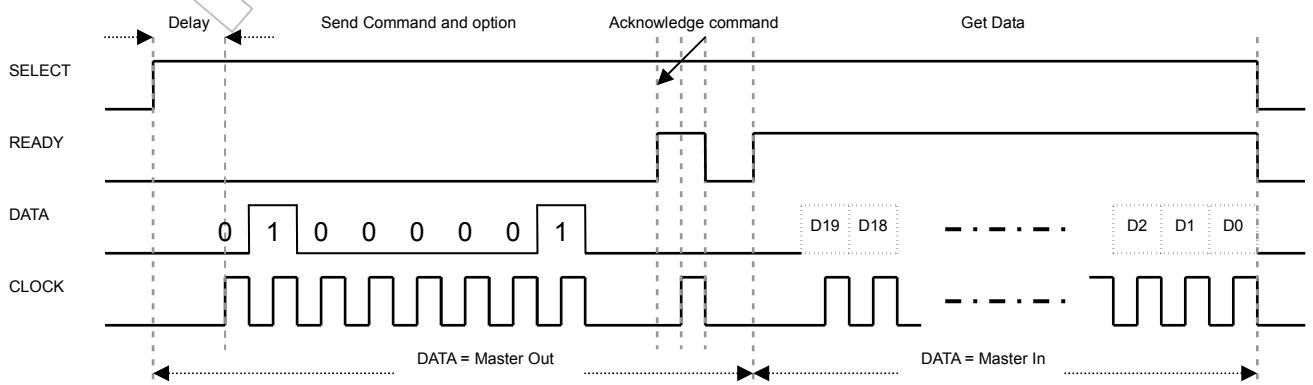 Delay Send Command and option Acknowledge command Get Data
SELECT
READY
DATA 0 1 0 0 0 0 0 1 D19 D18 D2 D1 D0
CLOCK
DATA = Master Out DATA = Master In